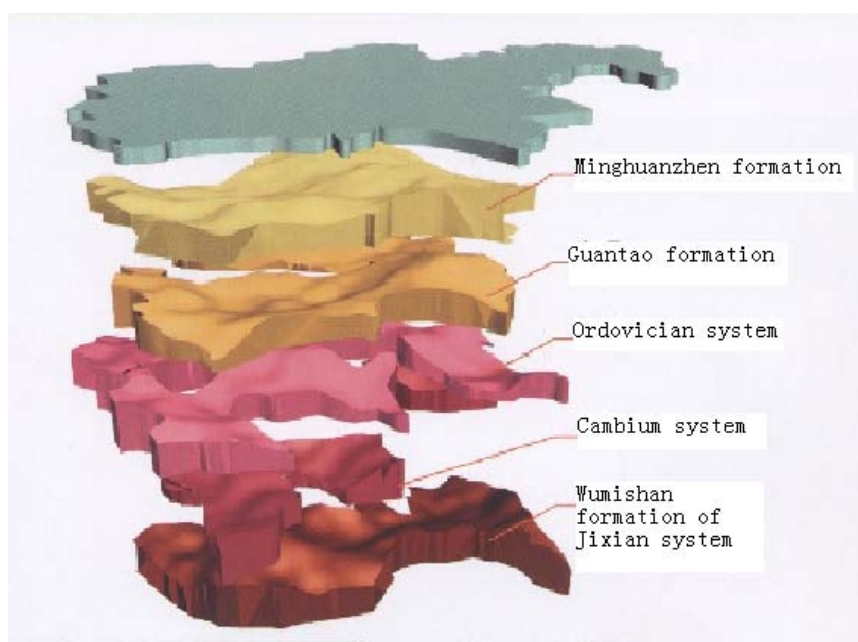 Minghuanzhen formation
Guantao formation
Ordovician system
Cambium system
Wumishan
formation of
Jixian system